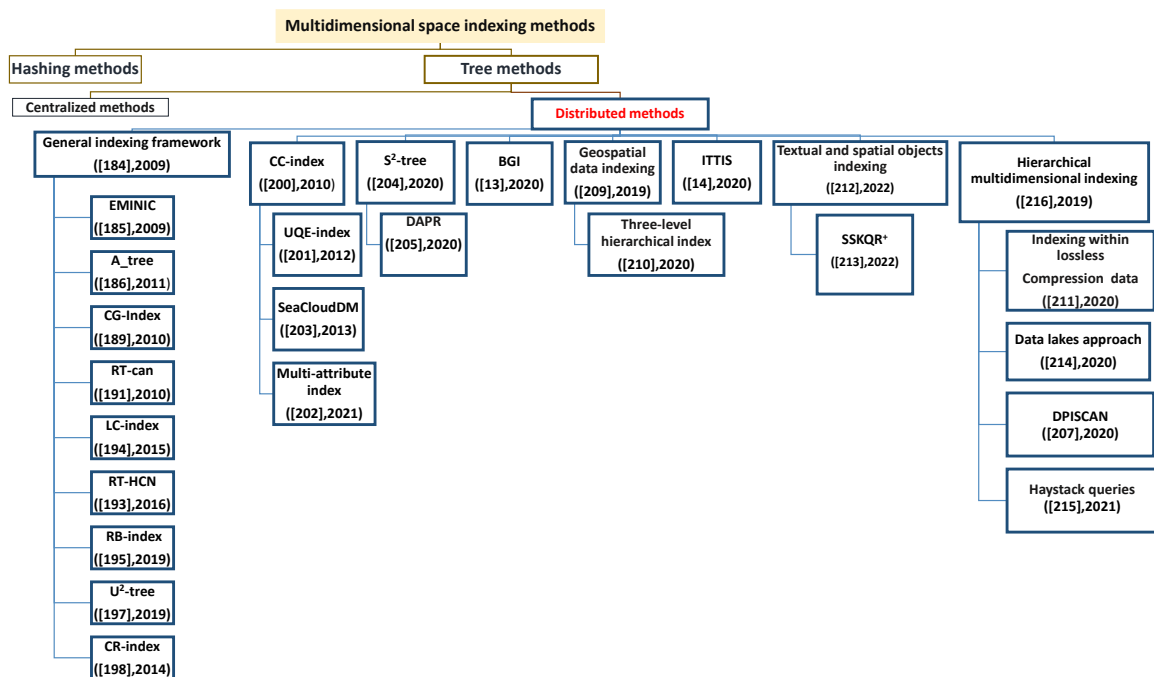 Multidimensional space indexing methods
Hashing methods
Tree methods
Centralized methods
Distributed methods
General indexing framework
([184],2009)
EMINIC
([185],2009)
A_tree
([186],2011)
CG-Index
([189],2010)
RT-can
([191],2010)
LC-index
([194],2015)
RT-HCN
([193],2016)
RB-index
([195],2019)
U²-tree
([197],2019)
CR-index
([198],2014)
CC-index
([200],2010)
UQE-index
([201],2012)
SeaCloudDM
([203],2013)
Multi-attribute
index
([202],2021)
S²-tree
([204],2020)
DAPR
([205],2020)
BGI
([13],2020)
Geospatial
data indexing
([209],2019)
Three-level
hierarchical index
([210],2020)
ITTIS
([14],2020)
Textual and spatial objects
indexing
([212],2022)
SSKQR⁺
([213],2022)
Hierarchical
multidimensional indexing
([216],2019)
Indexing within
lossless
Compression data
([211],2020)
Data lakes approach
([214],2020)
DPISCAN
([207],2020)
Haystack queries
([215],2021)